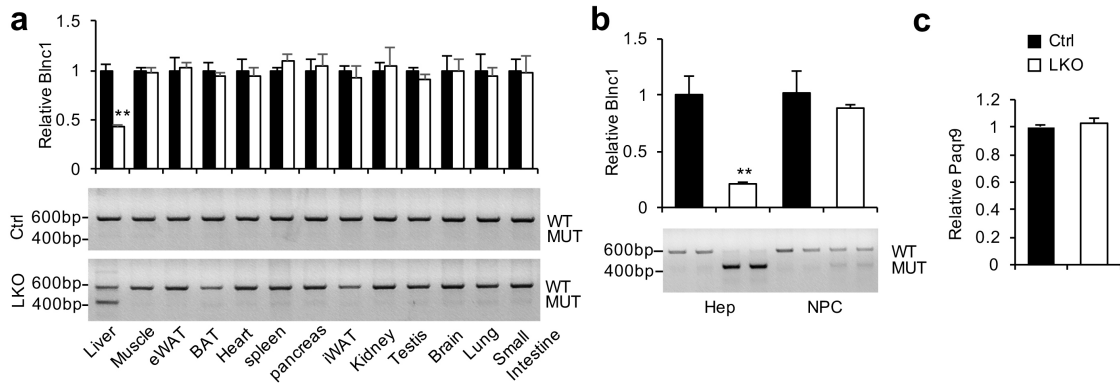 a
1.5
1
0.5
0
Relative Blnc1
**
Ctrl
600bp
400bp
WT
MUT
LKO
600bp
400bp
WT
MUT
Liver
Muscle
eWAT
BAT
Heart
spleen
pancreas
iWAT
Kidney
Testis
Brain
Lung
Small
Intestine
b
1.5
1
0.5
0
Relative Blnc1
**
600bp
400bp
WT
MUT
Hep
NPC
c
Ctrl
LKO
1.2
1
0.8
0.6
0.4
0.2
0
Relative Paqr9